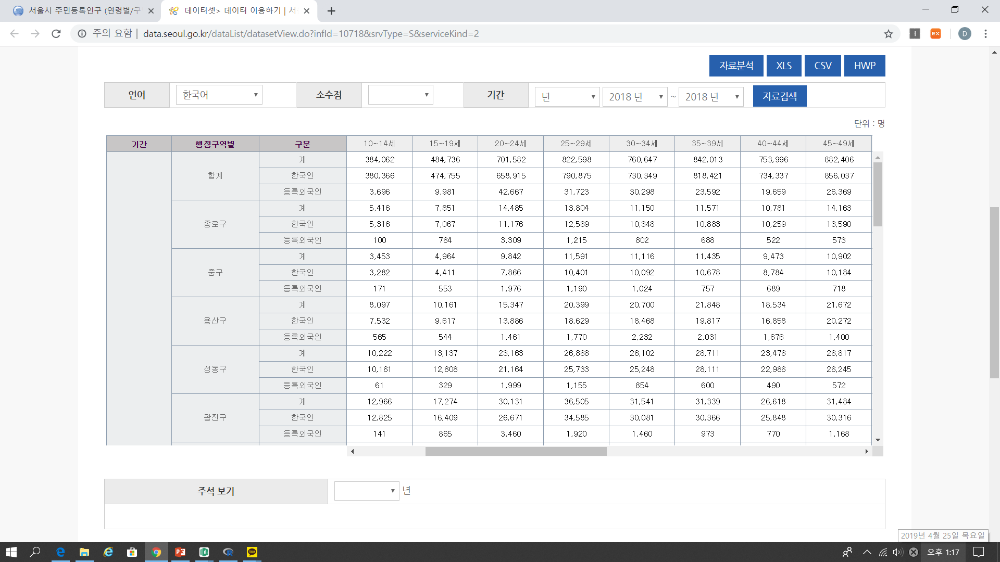 서울시 주민등록인구 (연령별/구
데이터셋> 데이터 이용하기 | 서
주의 요함 | data.seoul.go.kr/dataList/datasetView.do?infId=10718&srvType=S&serviceKind=2
I EX D
자료분석 XLS CSV HWP
언어 한국어 소수점 기간 년 2018 년 ~ 2018 년 자료검색
단위 : 명
기간 행정구역별 구분 10~14세 15~19세 20~24세 25~29세 30~34세 35~39세 40~44세 45~49세
합계 계 384,062 484,736 701,582 822,598 760,647 842,013 753,996 882,406
한국인 380,366 474,755 658,915 790,875 730,349 818,421 734,337 856,037
등록외국인 3,696 9,981 42,667 31,723 30,298 23,592 19,659 26,369
종로구 계 5,416 7,851 14,485 13,804 11,150 11,571 10,781 14,163
한국인 5,316 7,067 11,176 12,589 10,348 10,883 10,259 13,590
등록외국인 100 784 3,309 1,215 802 688 522 573
중구 계 3,453 4,964 9,842 11,591 11,116 11,435 9,473 10,902
한국인 3,282 4,411 7,866 10,401 10,092 10,678 8,784 10,184
등록외국인 171 553 1,976 1,190 1,024 757 689 718
용산구 계 8,097 10,161 15,347 20,399 20,700 21,848 18,534 21,672
한국인 7,532 9,617 13,886 18,629 18,468 19,817 16,858 20,272
등록외국인 565 544 1,461 1,770 2,232 2,031 1,676 1,400
성동구 계 10,222 13,137 23,163 26,888 26,102 28,711 23,476 26,817
한국인 10,161 12,808 21,164 25,733 25,248 28,111 22,986 26,245
등록외국인 61 329 1,999 1,155 854 600 490 572
광진구 계 12,966 17,274 30,131 36,505 31,541 31,339 26,618 31,484
한국인 12,825 16,409 26,671 34,585 30,081 30,366 25,848 30,316
등록외국인 141 865 3,460 1,920 1,460 973 770 1,168
주석 보기 년
2019년 4월 25일 목요일
TALK
오후 1:17